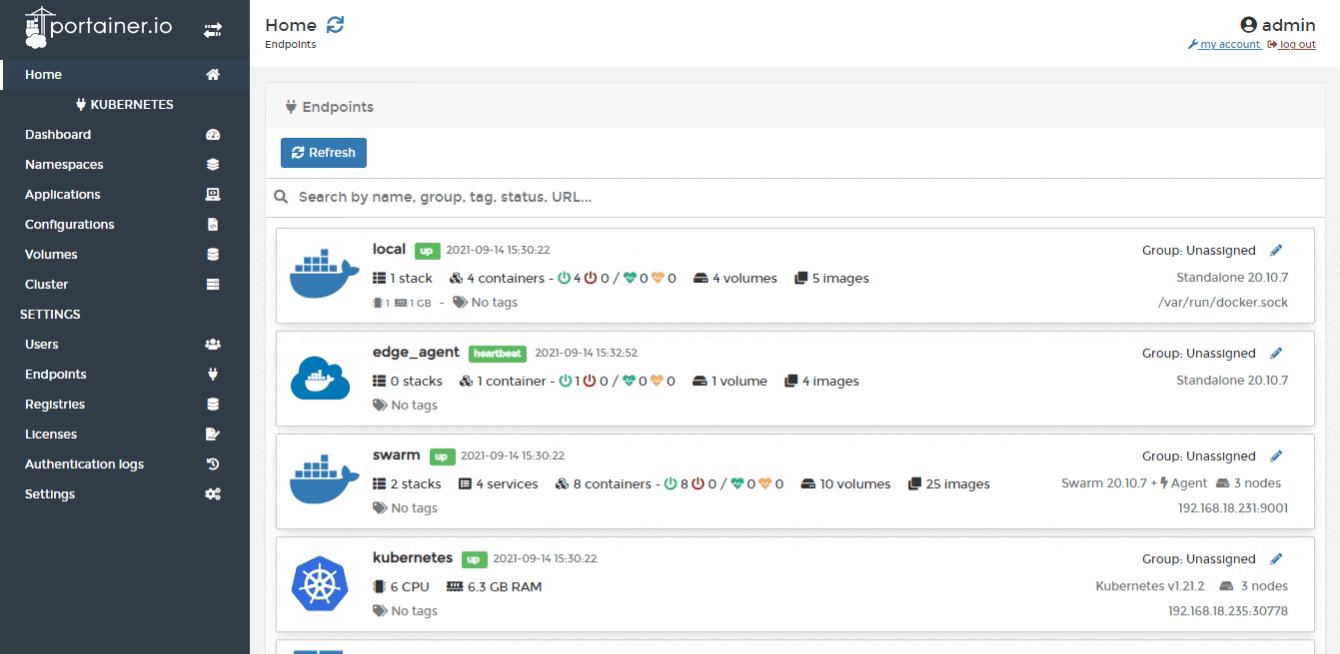 portainer.io
Home
KUBERNETES
Dashboard
Namespaces
Applications
Configurations
Volumes
Cluster
SETTINGS
Users
Endpoints
Registries
Licenses
Authentication logs
Settings
Home
Endpoints
admin
my account log out
Endpoints
Refresh
Search by name, group, tag, status, URL...
local up 2021-09-14 15:30:22 Group: Unassigned
1 stack 4 containers - 4 0 / 0 0 4 volumes 5 images Standalone 20.10.7
1 1 GB - No tags /var/run/docker.sock
edge_agent heartbeat 2021-09-14 15:32:52 Group: Unassigned
0 stacks 1 container - 1 0 / 0 0 1 volume 4 images Standalone 20.10.7
No tags
swarm up 2021-09-14 15:30:22 Group: Unassigned
2 stacks 4 services 8 containers - 8 0 / 0 0 10 volumes 25 images Swarm 20.10.7 + Agent 3 nodes
No tags 192.168.18.231:9001
kubernetes up 2021-09-14 15:30:22 Group: Unassigned
6 CPU 6.3 GB RAM Kubernetes v1.21.2 3 nodes
No tags 192.168.18.235:30778